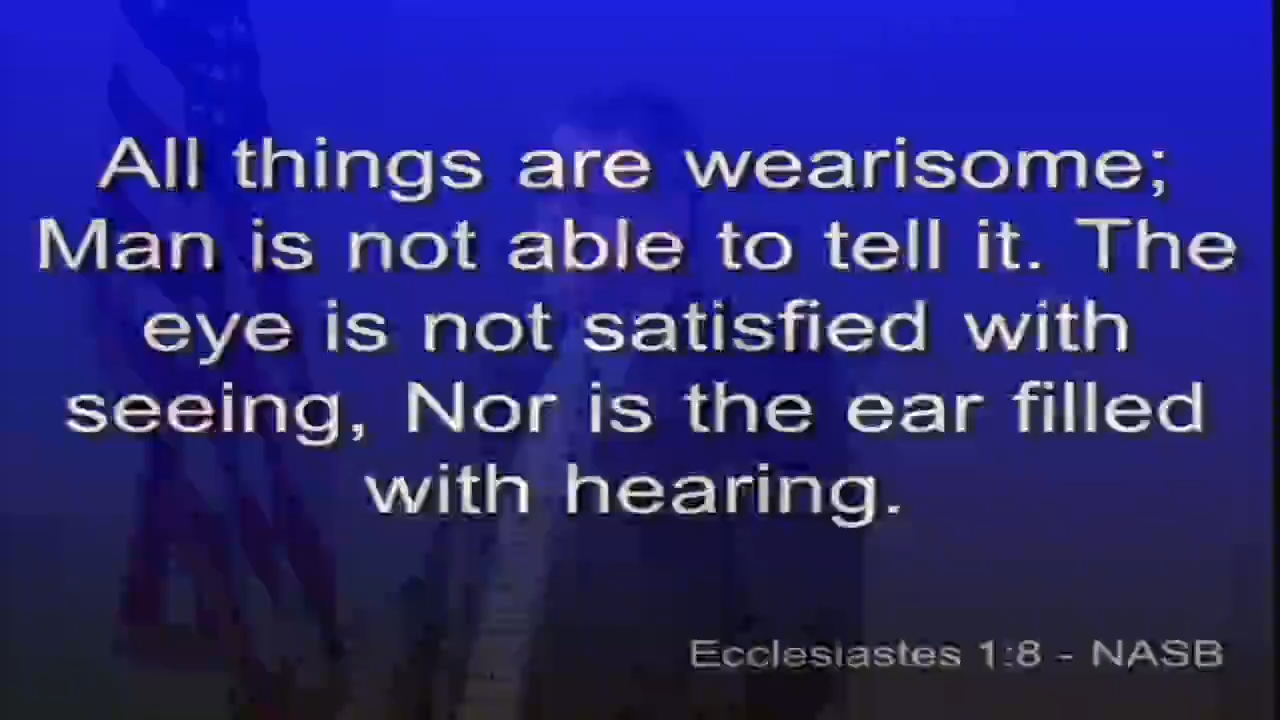 All things are wearisome;
Man is not able to tell it. The
eye is not satisfied with
seeing, Nor is the ear filled
with hearing.
Ecclesiastes 1:8 - NASB